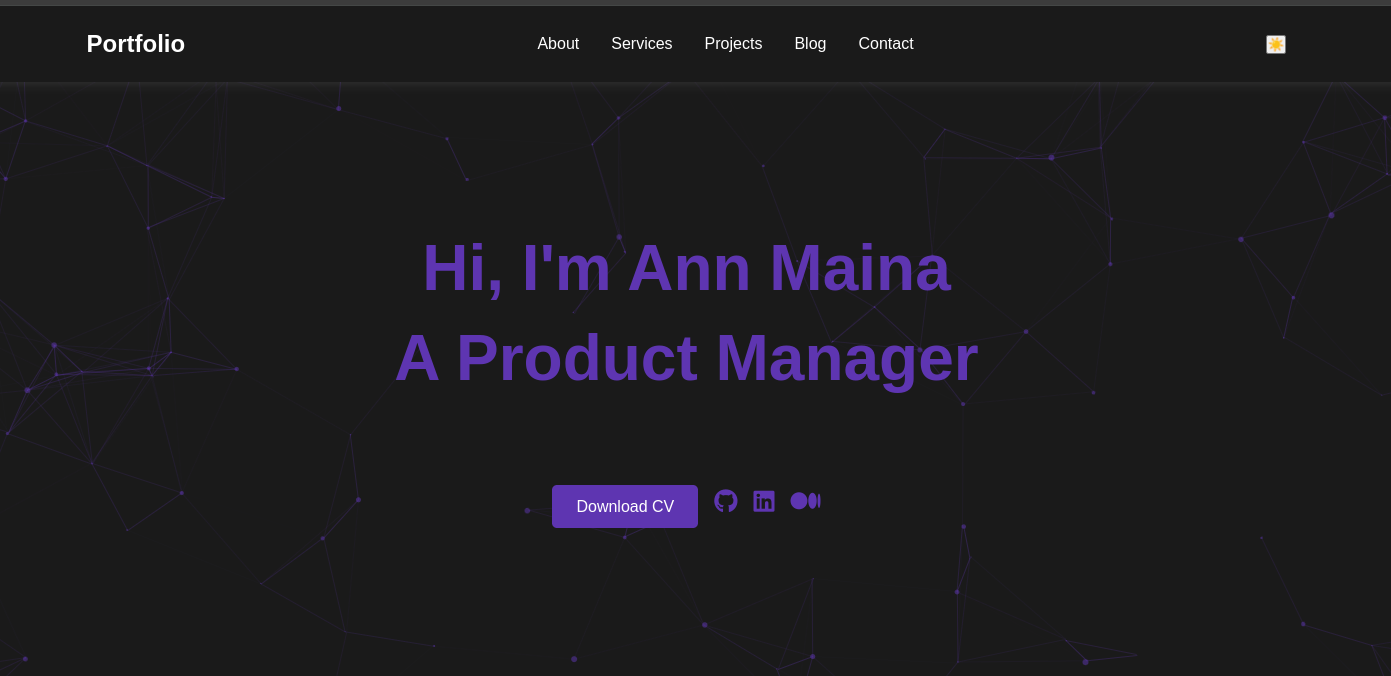 Portfolio
About Services Projects Blog Contact
Hi, I'm Ann Maina
A Product Manager
Download CV